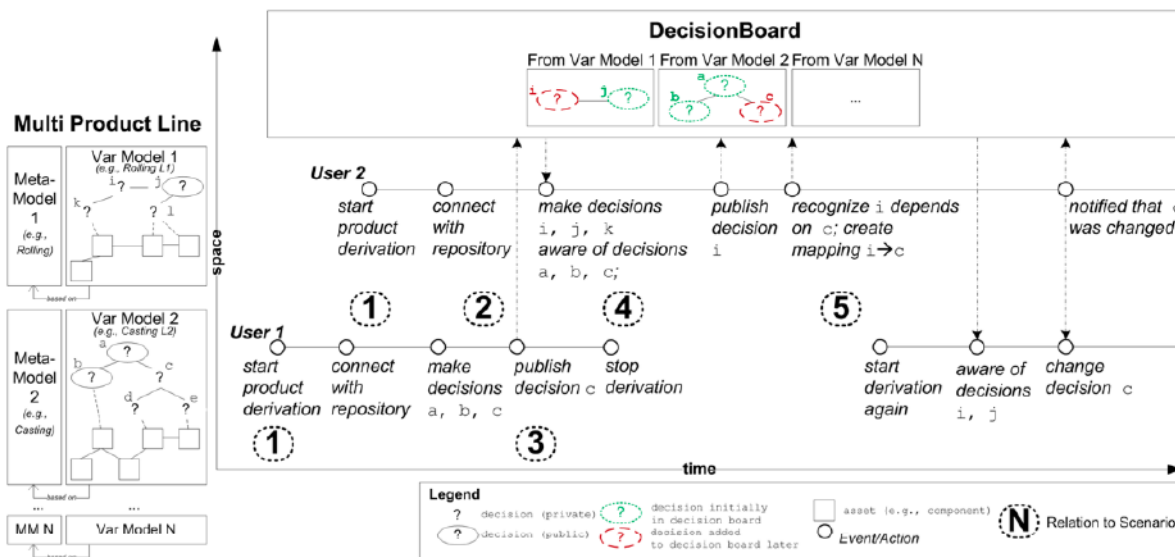 DecisionBoard
From Var Model 1
From Var Model 2
From Var Model N
i
?
j
?
a
?
b
?
c
?
...
Multi Product Line
Meta-
Model
1
(e.g.,
Rolling)
Var Model 1
(e.g., Rolling L1)
i
?
j
?
k
?
?
l
based on
Meta-
Model
2
(e.g.,
Casting)
Var Model 2
(e.g., Casting L2)
a
?
b
?
c
?
d
?
e
?
based on
...
...
MM N
Var Model N
based on
space
User 2
start
product
derivation
connect
with
repository
make decisions
i, j, k
aware of decisions
a, b, c;
publish
decision
i
recognize i depends
on c; create
mapping i→c
notified that c
was changed
1
2
4
5
User 1
start
product
derivation
connect
with
repository
make
decisions
a, b, c
publish
decision c
stop
derivation
start
derivation
again
aware of
decisions
i, j
change
decision c
1
3
time
Legend
? decision (private)
? decision (public)
? decision initially
in decision board
? decision added
to decision board later
asset (e.g., component)
Event/Action
N
Relation to Scenario